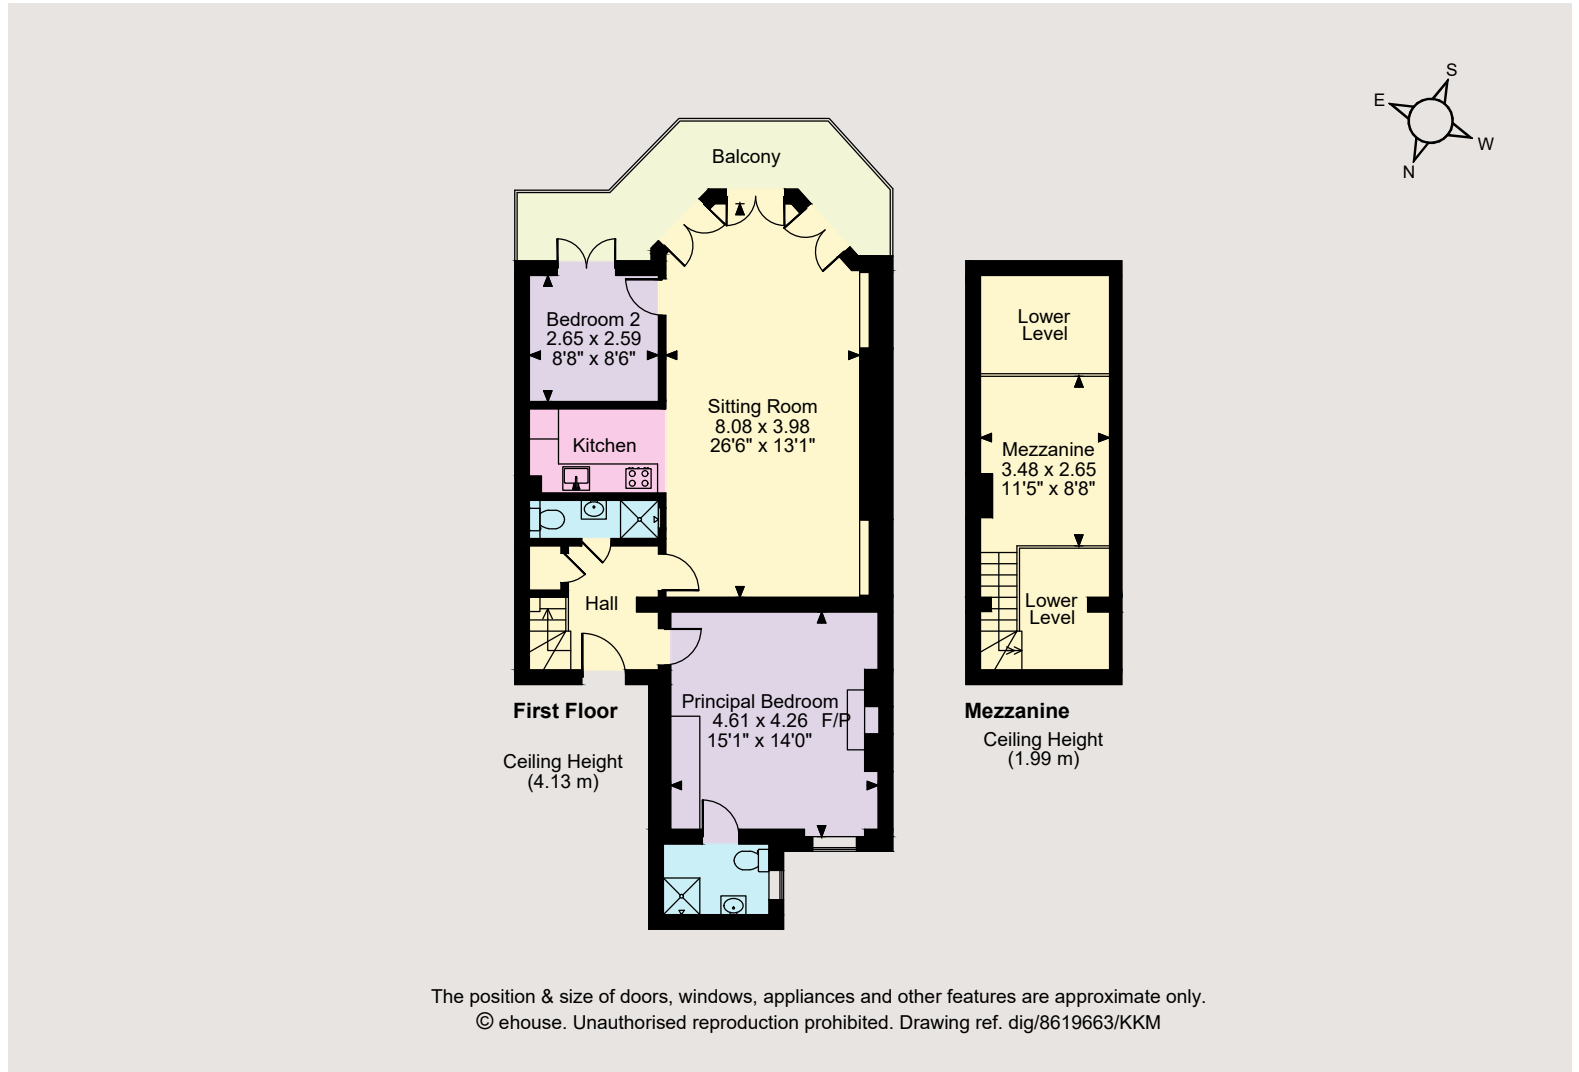 S
E
W
N
Balcony
Bedroom 2
2.65 x 2.59
8'8" x 8'6"
Sitting Room
8.08 x 3.98
26'6" x 13'1"
Kitchen
Hall
Principal Bedroom
4.61 x 4.26 F/P
15'1" x 14'0"
First Floor
Ceiling Height
(4.13 m)
Lower
Level
Mezzanine
3.48 x 2.65
11'5" x 8'8"
Lower
Level
Mezzanine
Ceiling Height
(1.99 m)
The position & size of doors, windows, appliances and other features are approximate only.
© ehouse. Unauthorised reproduction prohibited. Drawing ref. dig/8619663/KKM